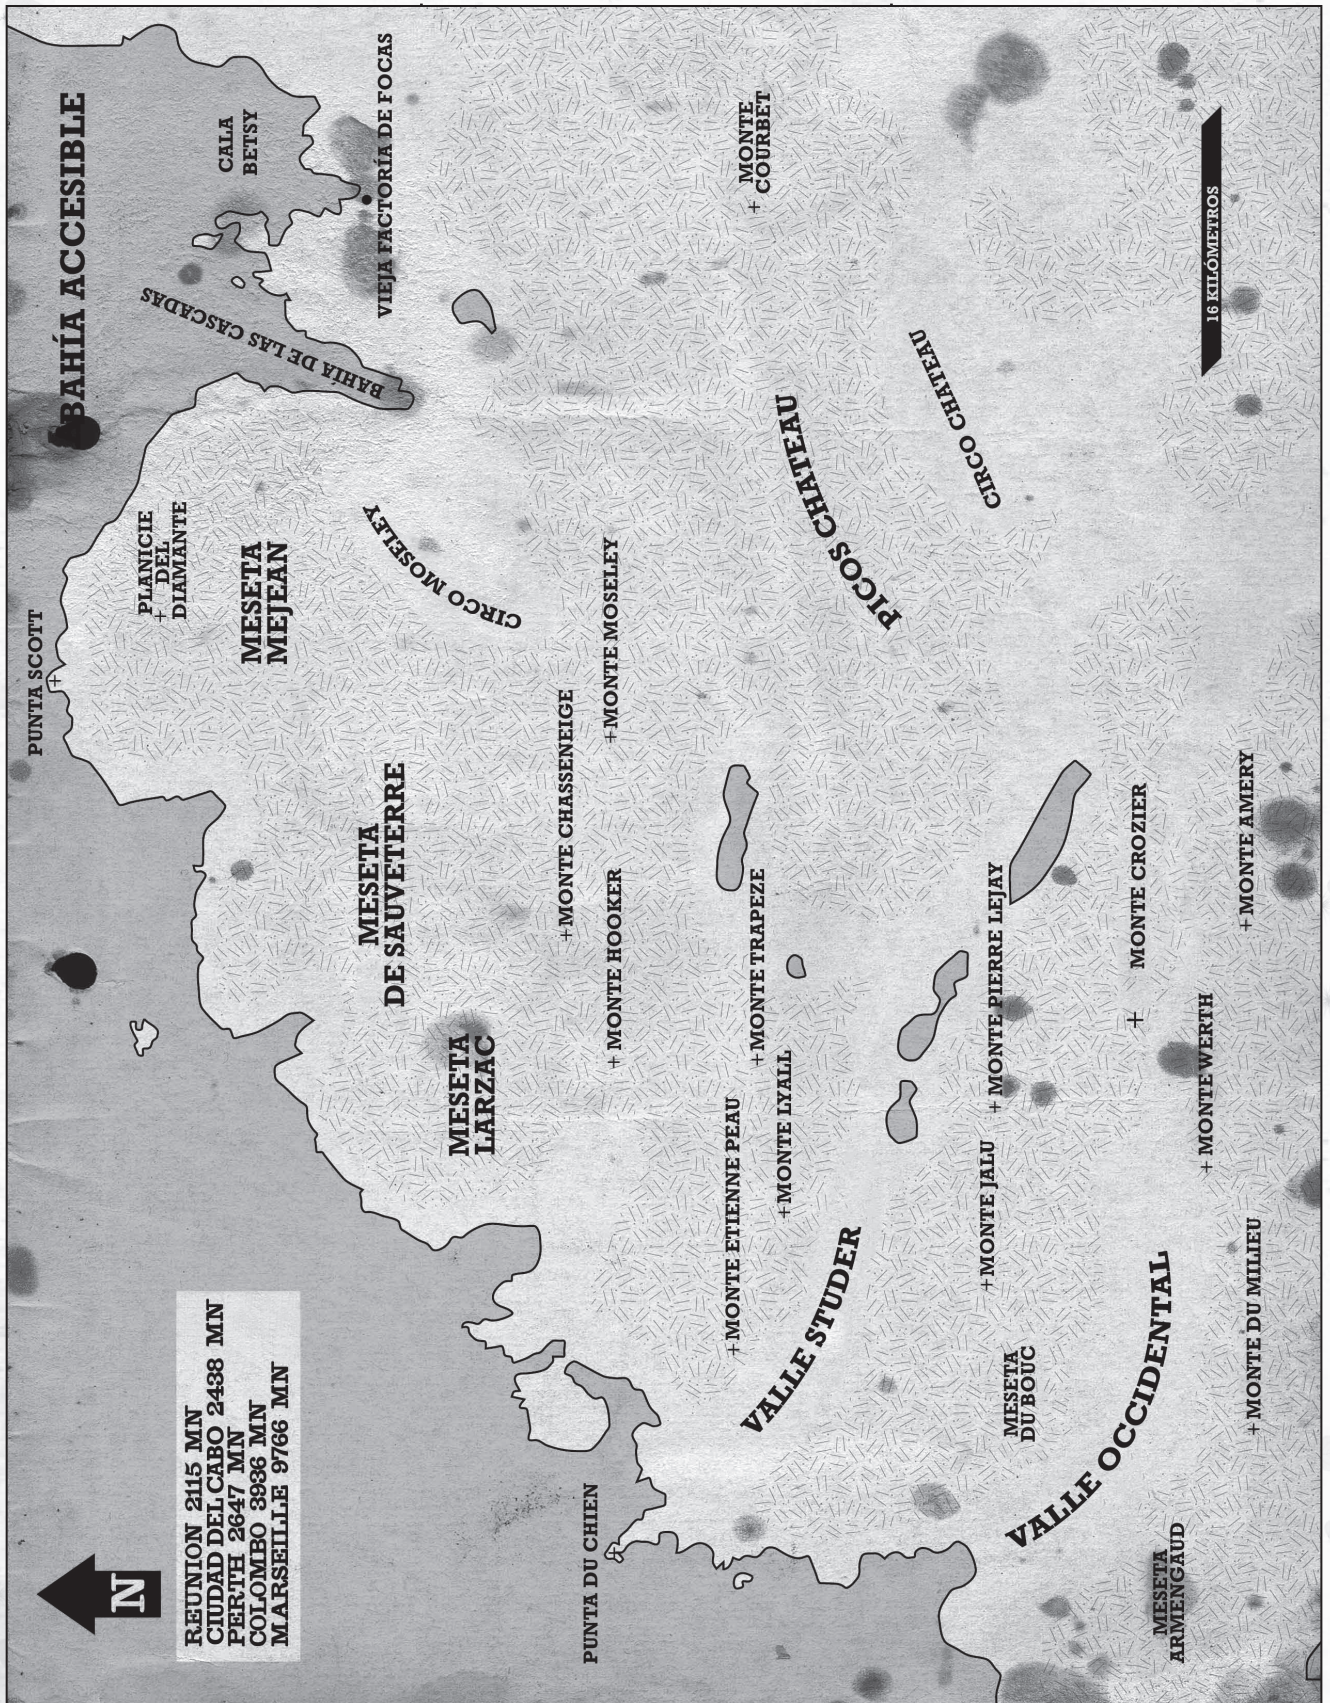 N
REUNION 2115 MN
CIUDAD DEL CABO 2438 MN
PERTH 2647 MN
COLOMBO 3936 MN
MARSEILLE 9766 MN
PUNTA SCOTT
BAHÍA ACCESIBLE
PLANICIE
DEL
DIAMANTE
BAHÍA DE LAS CASCADAS
CALA
BETSY
MESETA
MEJEAN
VIEJA FACTORÍA DE FOCAS
MESETA
DE SAUVETERRE
CIRCO MOSELEY
MESETA
LARZAC
PUNTA DU CHIEN
MONTE CHASSENEIGE
MONTE HOOKER
MONTE MOSELEY
MONTE ETIENNE PEAU
MONTE TRAPEZE
MONTE COURBET
MONTE LYALL
VALLE STUDER
PICOS CHATEAU
CIRCO CHATEAU
MONTE JALU
MONTE PIERRE LEJAY
MESETA
DU BOUC
VALLE OCCIDENTAL
MONTE CROZIER
MESETA
ARMENGAUD
MONTE WERTH
16 KILÓMETROS
MONTE DU MILIEU
MONTE AMERY